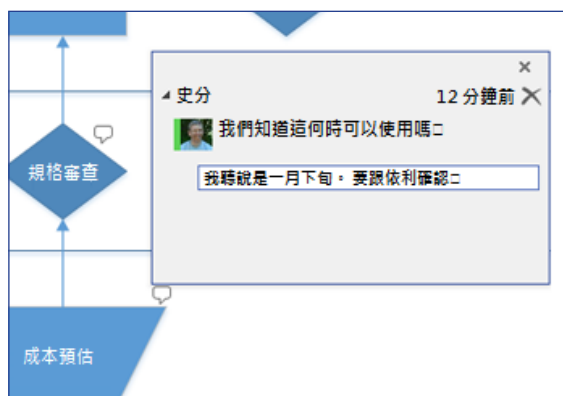 史分
12 分鐘前
我們知道這何時可以使用嗎□
我聽說是一月下旬。 要跟依利確認□
規格審查
成本預估